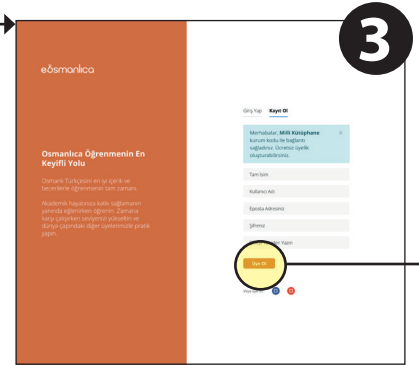 3
eösmanlıca
Osmanlıca Öğrenmenin En
Keyifli Yolu
Osmanlı Türkçesini en iyi içerik ve
becerilerle öğrenmenin tam zamanı.
Akademik hayatınıza katkı sağlamanın
yanında eğlenirken öğrenin. Zamana
karşı çalışırken seviyenizi yükseltin ve
dünya çapındaki diğer üyelerimizle pratik
yapın.
Giriş Yap Kayıt Ol
Merhabalar, Milli Kütüphane
kurum kodu ile bağlantı
sağladınız. Ücretsiz üyelik
oluşturabilirsiniz.
Tam İsim
Kullanıcı Adı
Eposta Adresiniz
Şifreniz
Yazın
Üye Ol